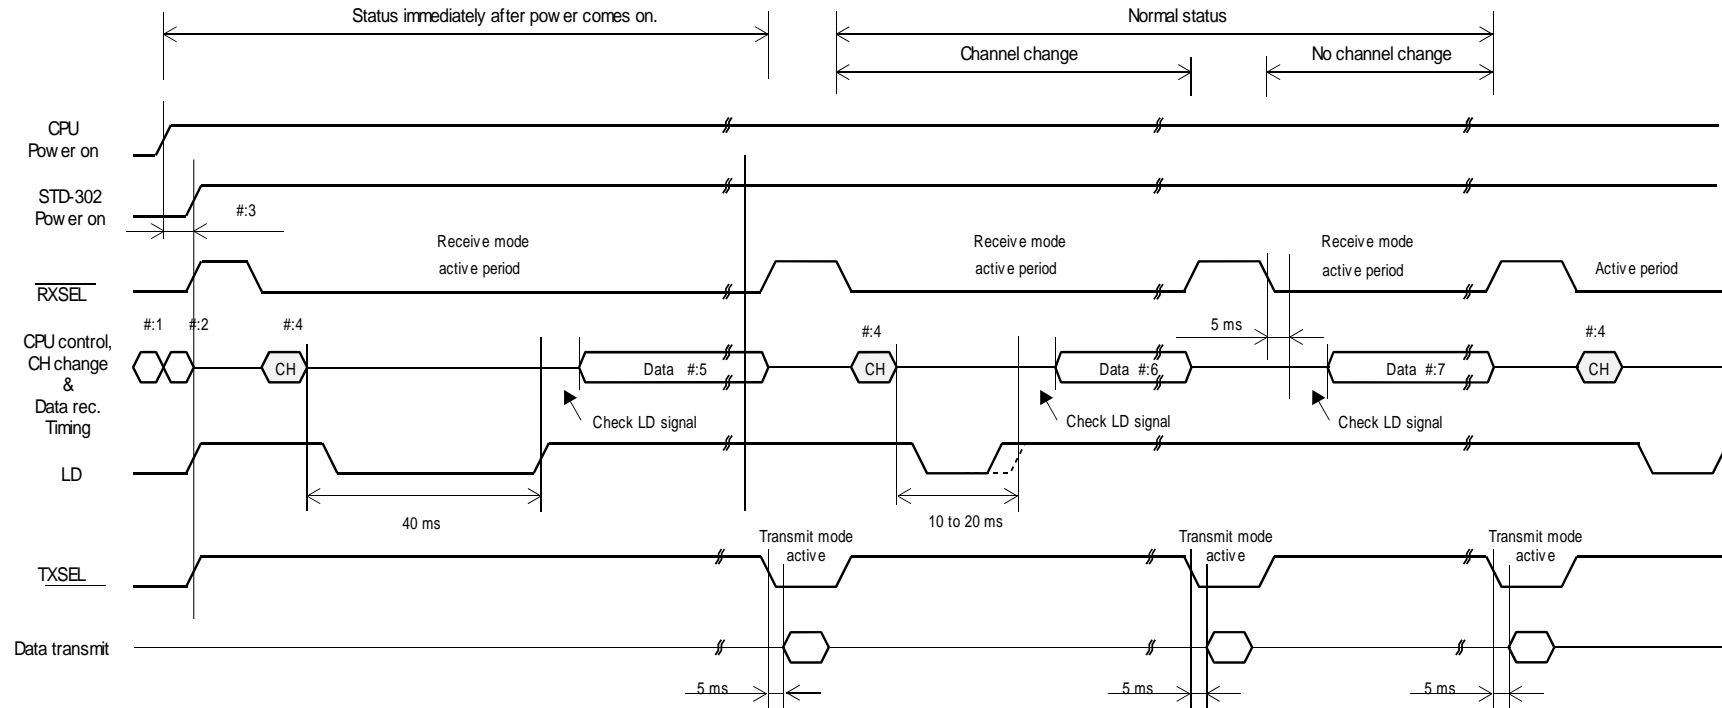 Status immediately after power comes on.
Normal status
Channel change
No channel change
CPU
Power on
STD-302
Power on
#:3
Receive mode
active period
Receive mode
active period
Receive mode
active period
Active period
RXSEL
#:1
#:2
#:4
#:4
5 ms
#:4
CPU control,
CH change
&
Data rec.
Timing
CH
Data #:5
CH
Data #:6
Data #:7
CH
Check LD signal
Check LD signal
Check LD signal
LD
40 ms
10 to 20 ms
Transmit mode
active
Transmit mode
active
Transmit mode
active
TXSEL
Data transmit
5 ms
5 ms
5 ms